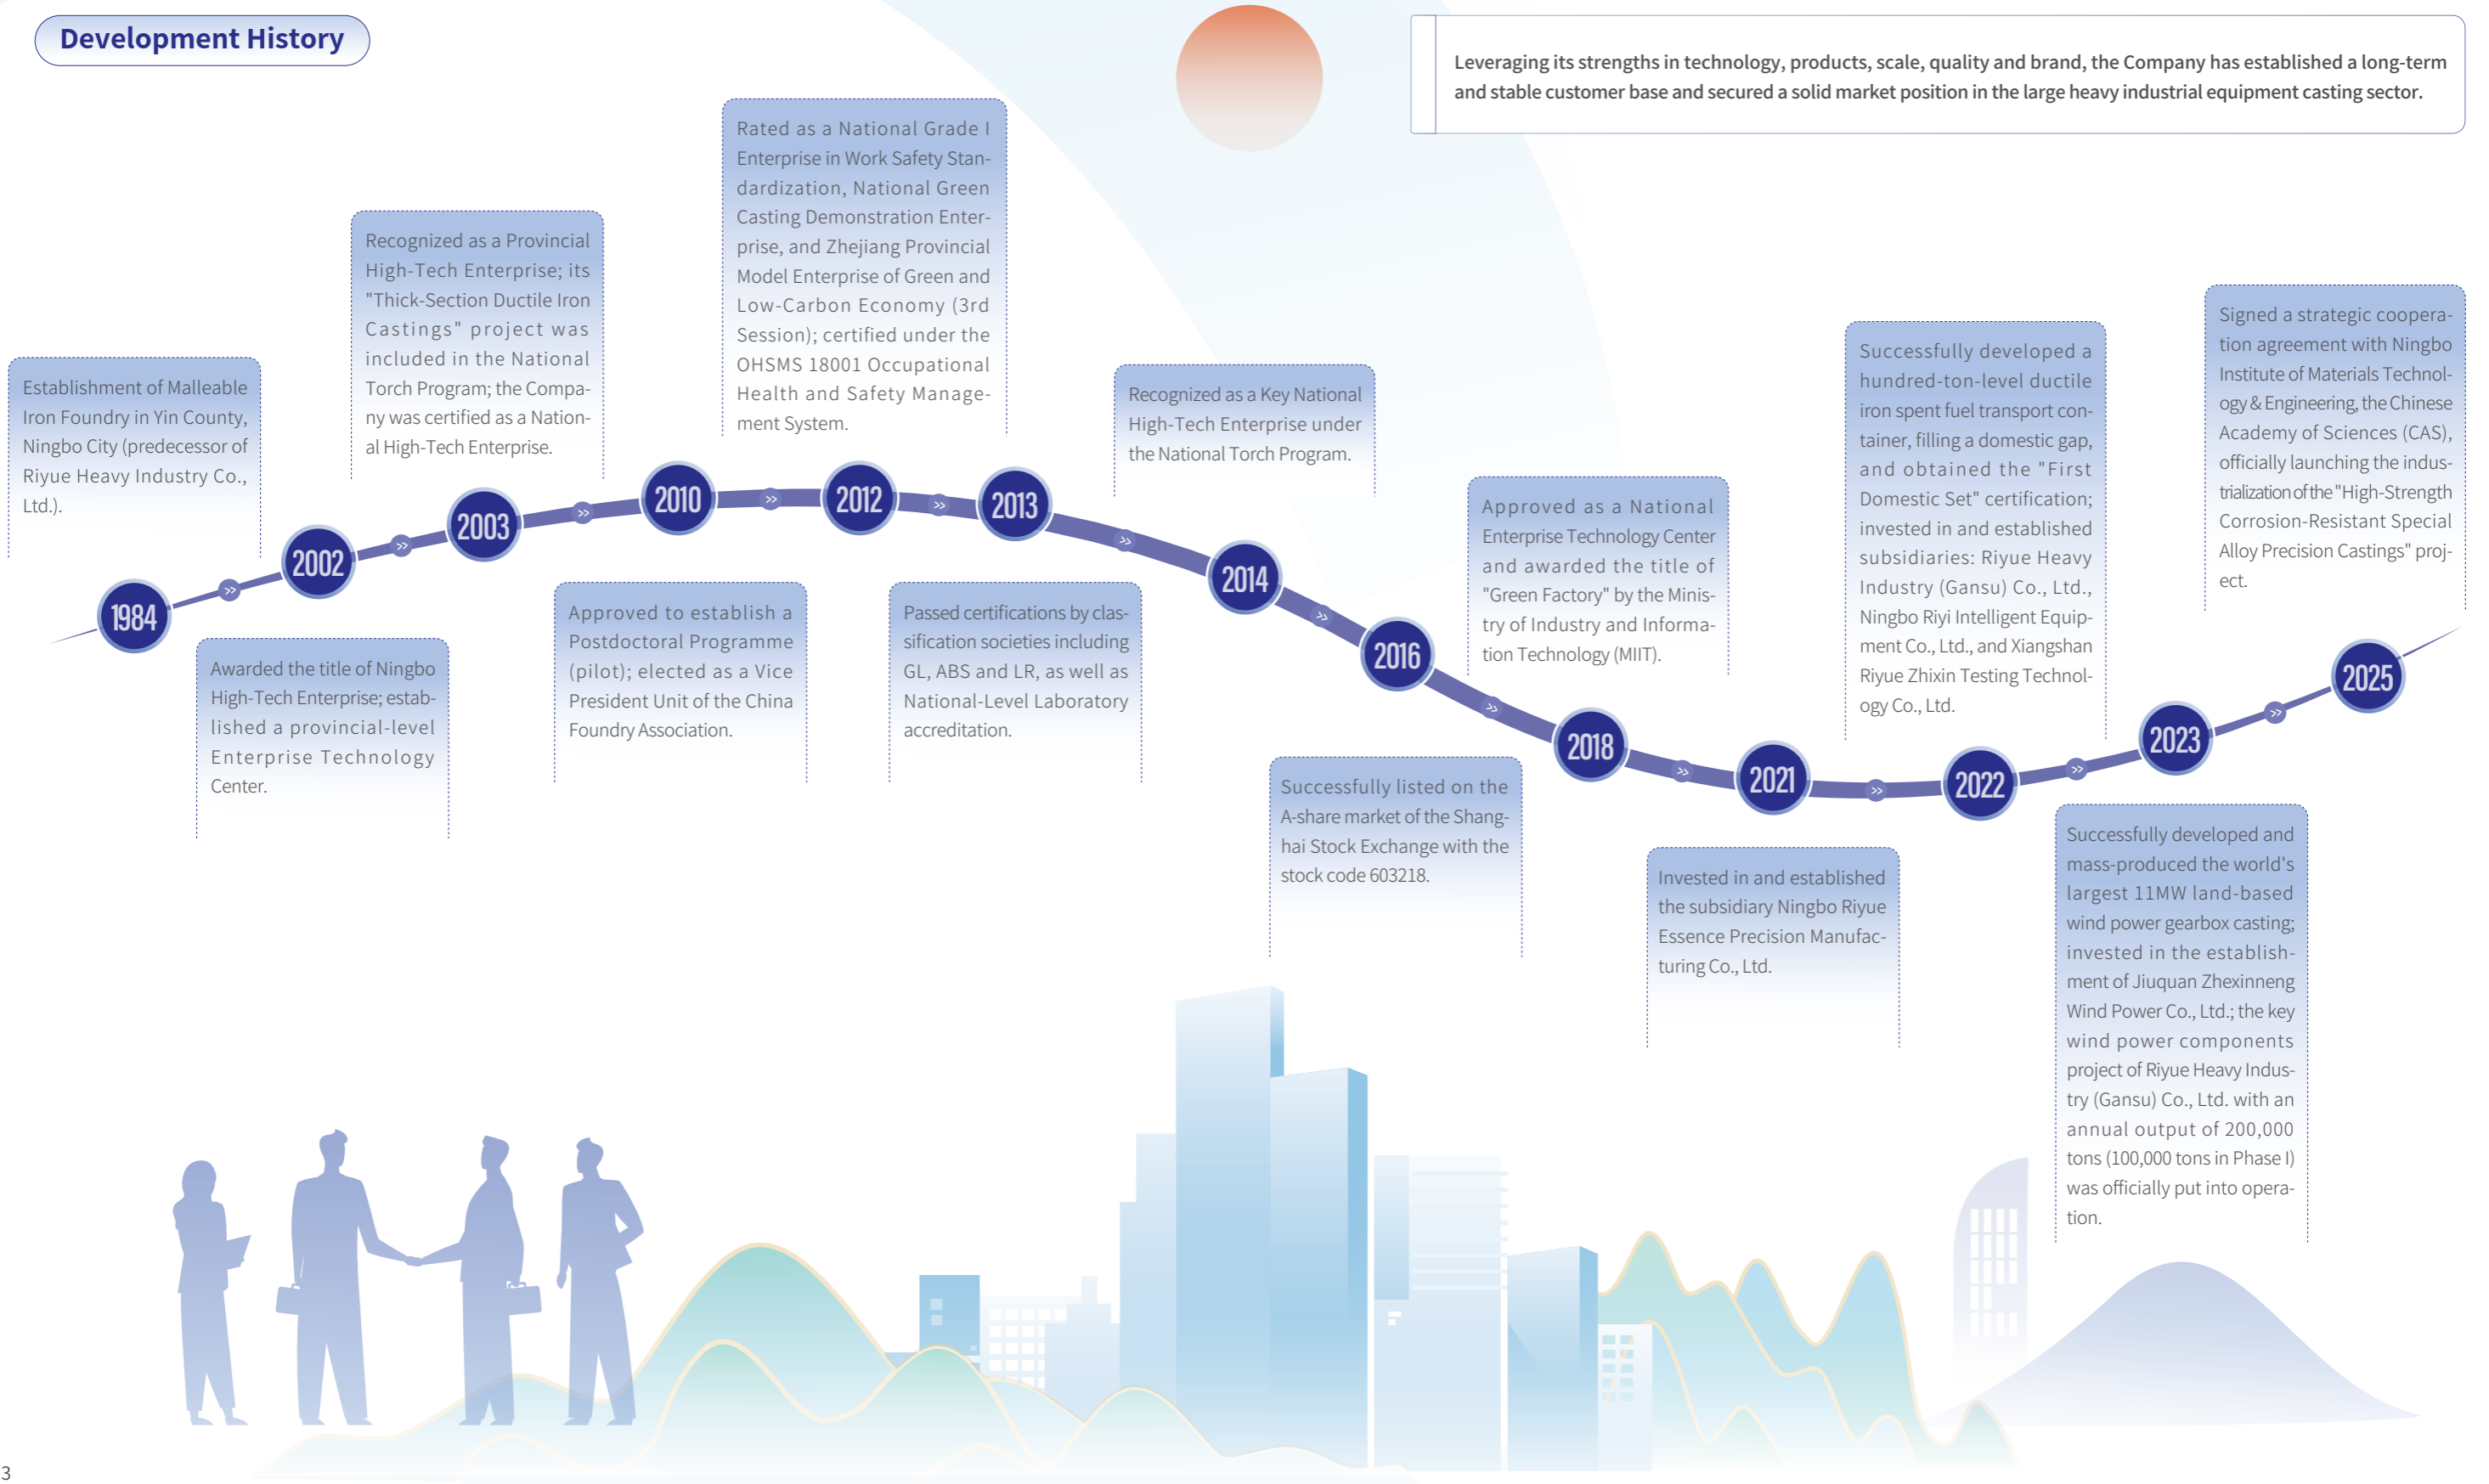 Development History
Leveraging its strengths in technology, products, scale, quality and brand, the Company has established a long-term
and stable customer base and secured a solid market position in the large heavy industrial equipment casting sector.
1984
Establishment of Malleable
Iron Foundry in Yin County,
Ningbo City (predecessor of
Riyue Heavy Industry Co.,
Ltd.).
2002
Awarded the title of Ningbo
High-Tech Enterprise; estab-
lished a provincial-level
Enterprise Technology
Center.
2003
Recognized as a Provincial
High-Tech Enterprise; its
"Thick-Section Ductile Iron
Castings" project was
included in the National
Torch Program; the Compa-
ny was certified as a Nation-
al High-Tech Enterprise.
2010
Approved to establish a
Postdoctoral Programme
(pilot); elected as a Vice
President Unit of the China
Foundry Association.
2012
Rated as a National Grade I
Enterprise in Work Safety Stan-
dardization, National Green
Casting Demonstration Enter-
prise, and Zhejiang Provincial
Model Enterprise of Green and
Low-Carbon Economy (3rd
Session); certified under the
OHSMS 18001 Occupational
Health and Safety Manage-
ment System.
2013
Passed certifications by clas-
sification societies including
GL, ABS and LR, as well as
National-Level Laboratory
accreditation.
2014
Recognized as a Key National
High-Tech Enterprise under
the National Torch Program.
2016
Successfully listed on the
A-share market of the Shang-
hai Stock Exchange with the
stock code 603218.
2018
Approved as a National
Enterprise Technology Center
and awarded the title of
"Green Factory" by the Minis-
try of Industry and Informa-
tion Technology (MIIT).
2021
Invested in and established
the subsidiary Ningbo Riyue
Essence Precision Manufac-
turing Co., Ltd.
2022
Successfully developed a
hundred-ton-level ductile
iron spent fuel transport con-
tainer, filling a domestic gap,
and obtained the "First
Domestic Set" certification;
invested in and established
subsidiaries: Riyue Heavy
Industry (Gansu) Co., Ltd.,
Ningbo Riyi Intelligent Equip-
ment Co., Ltd., and Xiangshan
Riyue Zhixin Testing Technol-
ogy Co., Ltd.
2023
Successfully developed and
mass-produced the world's
largest 11MW land-based
wind power gearbox casting;
invested in the establish-
ment of Jiuquan Zhexinneng
Wind Power Co., Ltd.; the key
wind power components
project of Riyue Heavy Indus-
try (Gansu) Co., Ltd. with an
annual output of 200,000
tons (100,000 tons in Phase I)
was officially put into opera-
tion.
2025
Signed a strategic coopera-
tion agreement with Ningbo
Institute of Materials Technol-
ogy & Engineering, the Chinese
Academy of Sciences (CAS),
officially launching the indus-
trialization of the "High-Strength
Corrosion-Resistant Special
Alloy Precision Castings" proj-
ect.
3